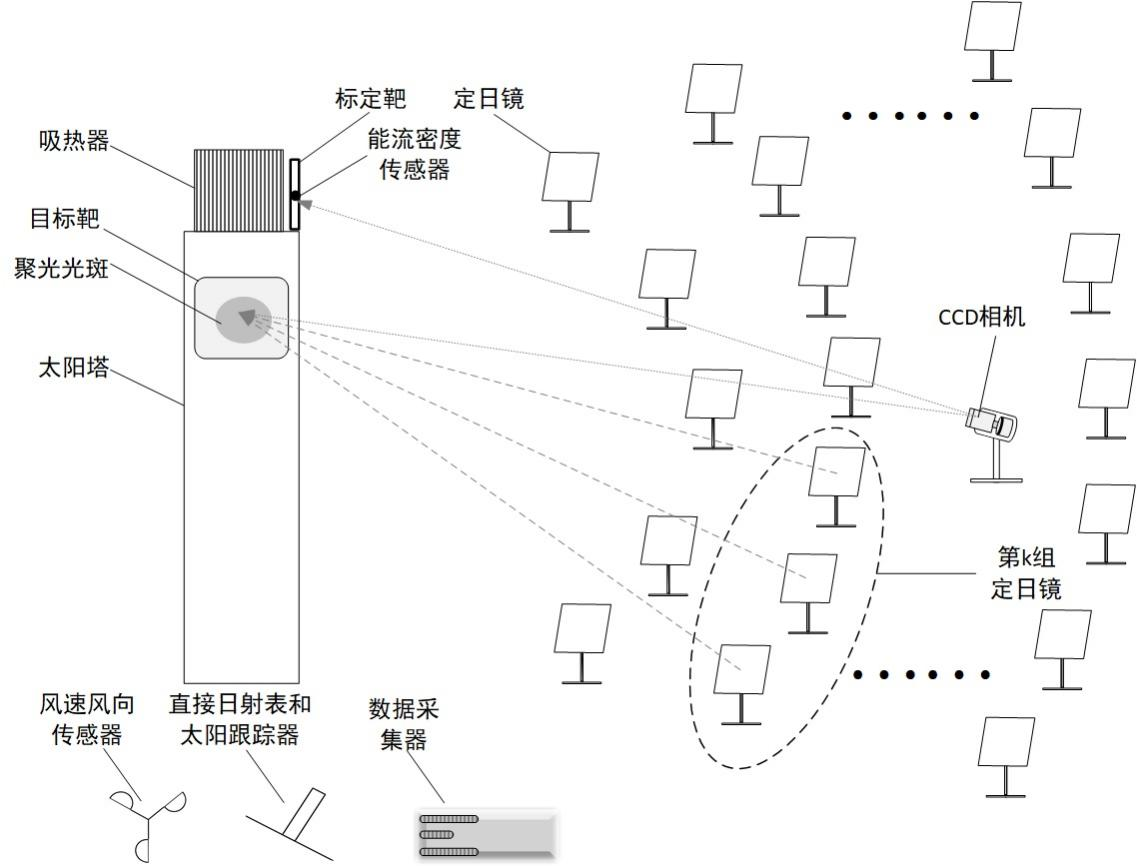 标定靶
定日镜
吸热器
能流密度
传感器
目标靶
聚光光斑
CCD相机
太阳塔
第k组
定日镜
风速风向
传感器
直接日射表和
太阳跟踪器
数据采
集器